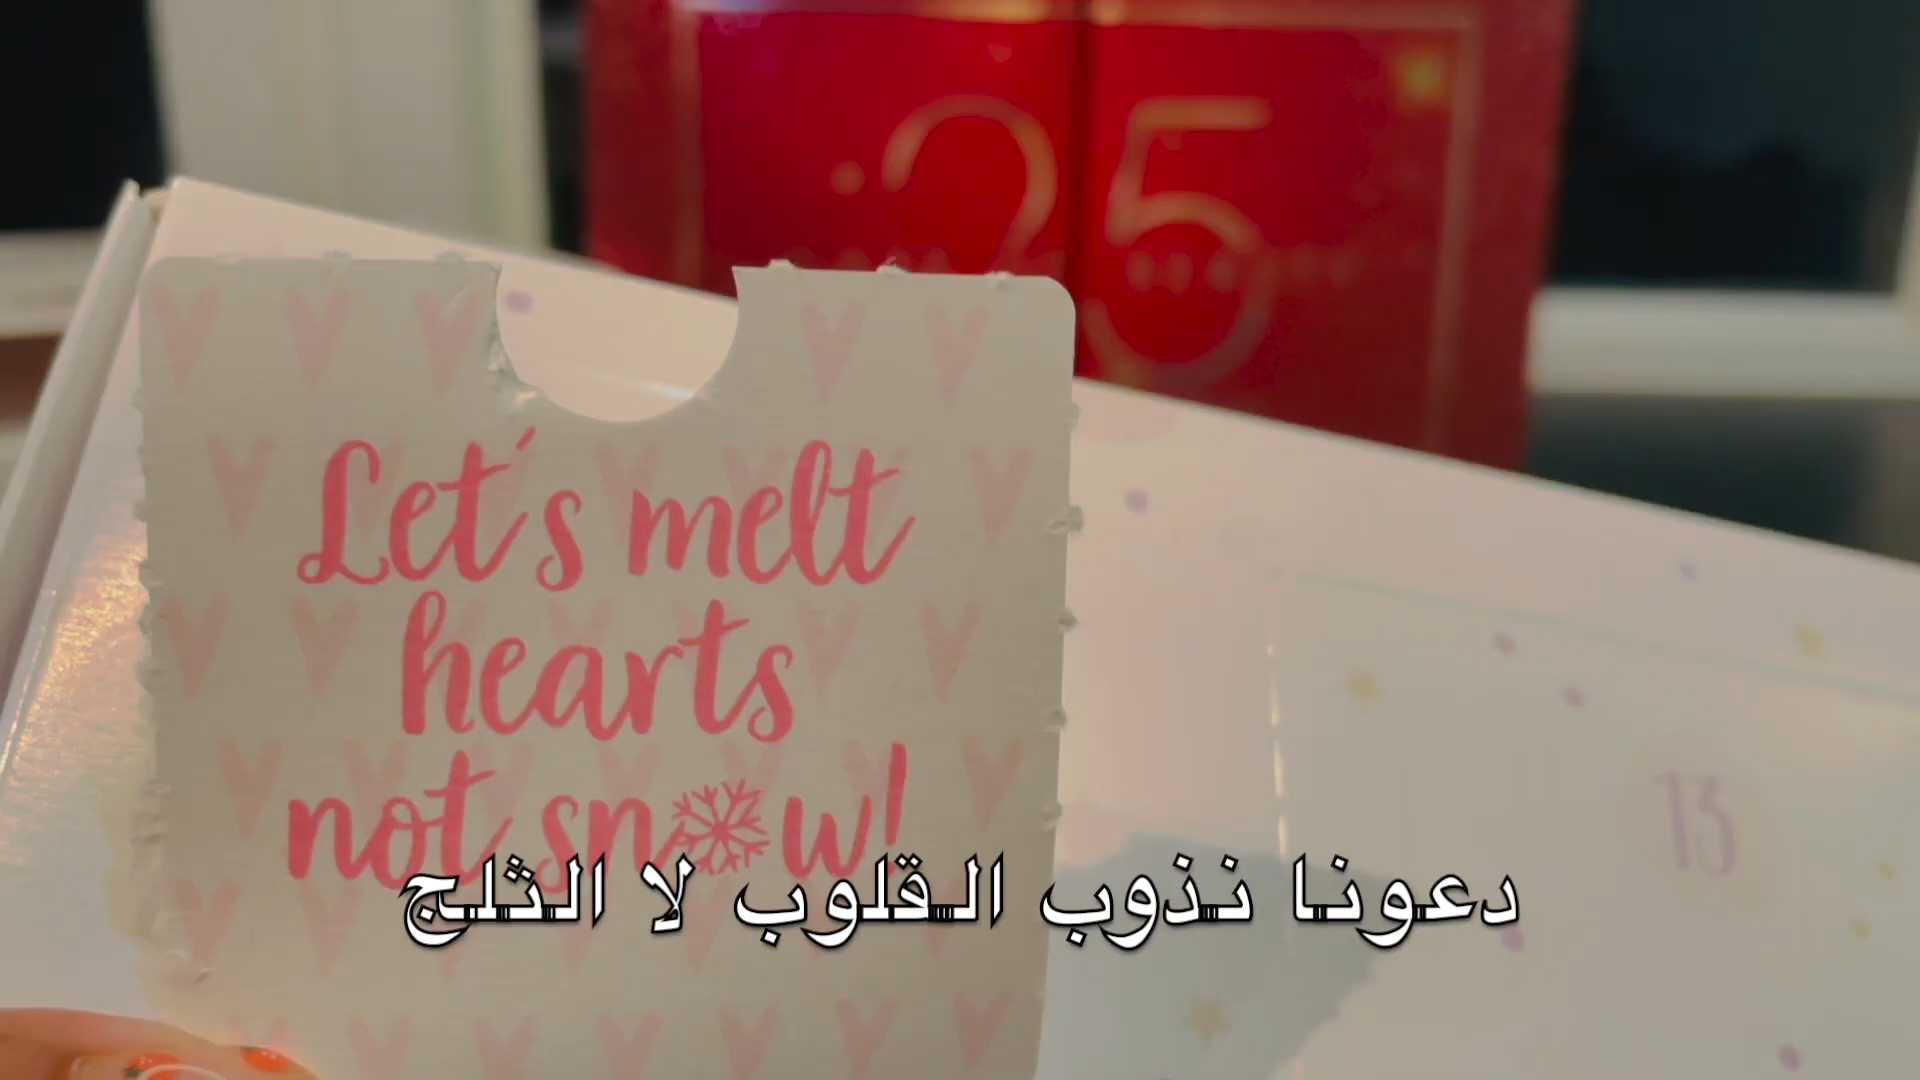 25
Let's melt
hearts
not snow!
13
دعونا نذوب القلوب لا الثلج